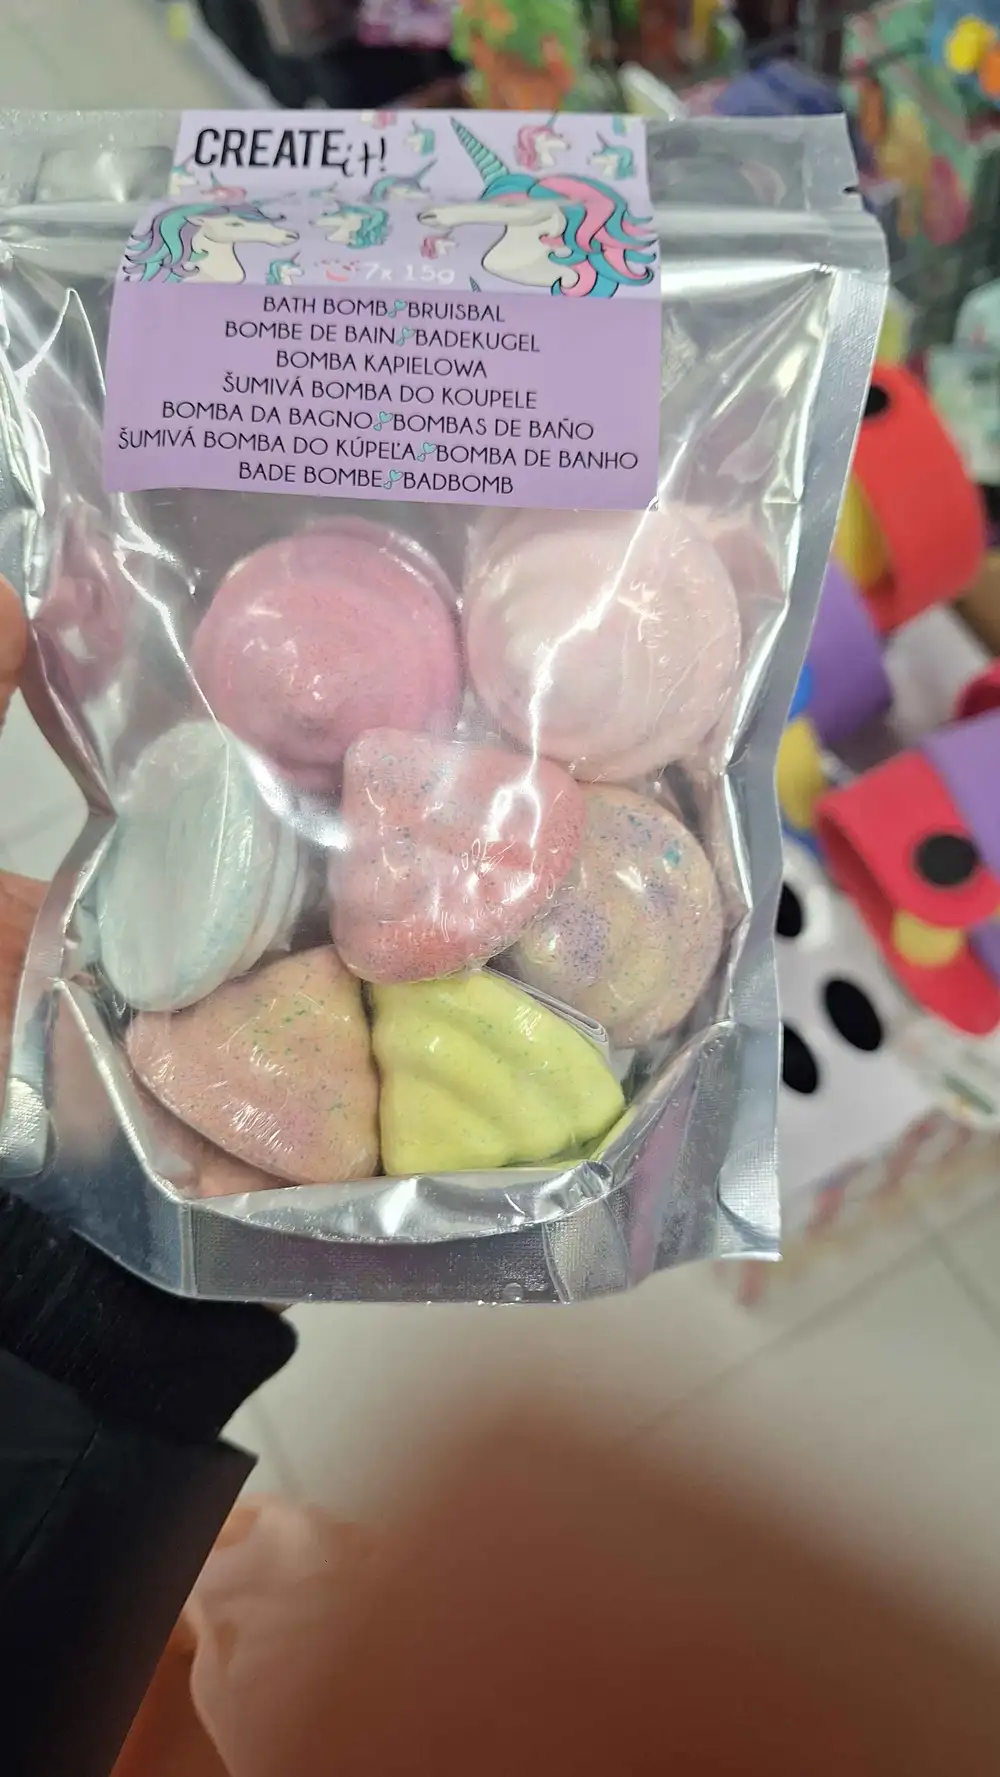 CREATE it!
7x 15g
BATH BOMB BRUISBAL
BOMBE DE BAIN BADEKUGEL
BOMBA KĄPIELOWA
ŠUMIVÁ BOMBA DO KOUPELE
BOMBA DA BAGNO BOMBAS DE BAÑO
ŠUMIVÁ BOMBA DO KÚPEĽA BOMBA DE BANHO
BADE BOMBE BADBOMB